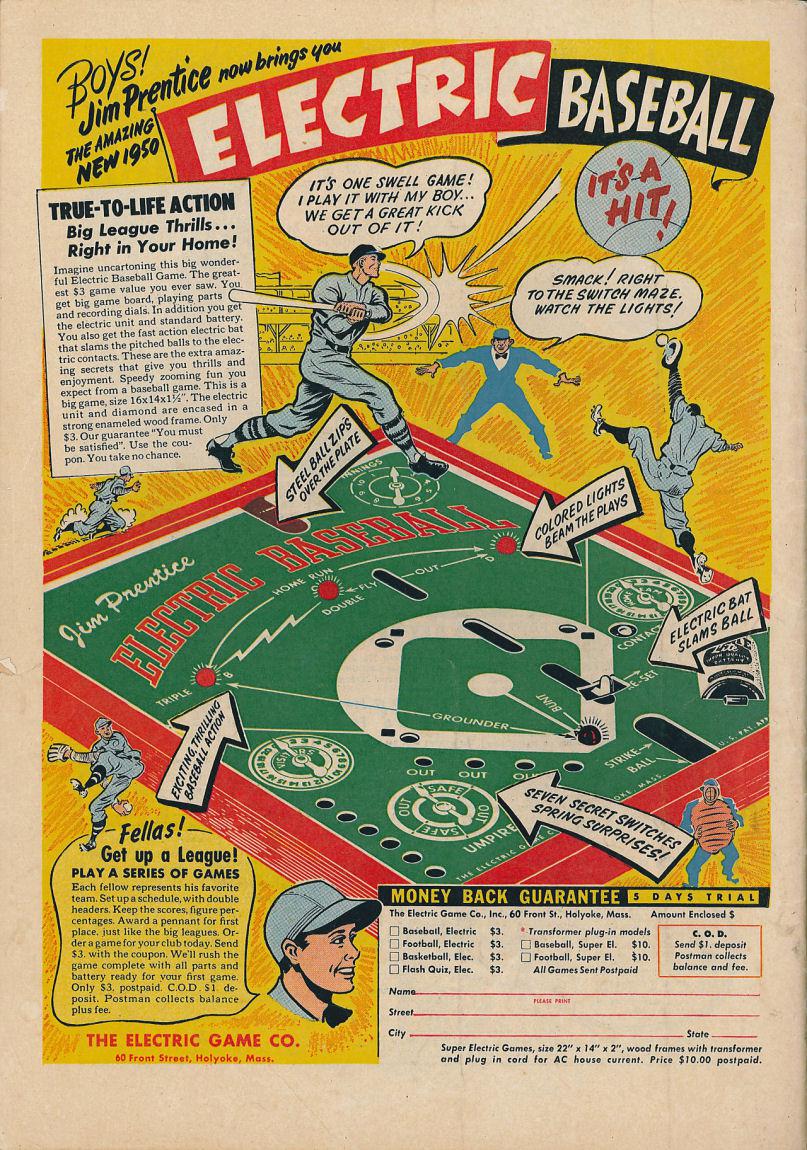 BOYS!
Jim Prentice now brings you
THE AMAZING
NEW 1950
ELECTRIC
BASEBALL
TRUE-TO-LIFE ACTION
Big League Thrills...
Right in Your Home!
Imagine uncartoning this big wonder-
ful Electric Baseball Game. The great-
est $3 game value you ever saw. You
get big game board, playing parts
and recording dials. In addition you get
the electric unit and standard battery.
You also get the fast action electric bat
that slams the pitched balls to the elec-
tric contacts. These are the extra amaz-
ing secrets that give you thrills and
enjoyment. Speedy zooming fun you
expect from a baseball game. This is a
big game, size 16x14x1½". The electric
unit and diamond are encased in a
strong enameled wood frame. Only
$3. Our guarantee "You must
be satisfied". Use the cou-
pon. You take no chance.
IT'S ONE SWELL GAME!
I PLAY IT WITH MY BOY...
WE GET A GREAT KICK
OUT OF IT!
IT'S A
HIT!
SMACK! RIGHT
TO THE SWITCH MAZE.
WATCH THE LIGHTS!
STEEL BALL ZIPS
OVER THE PLATE
INNINGS
COLORED LIGHTS
BEAM THE PLAYS
ELECTRIC BAT
SLAMS BALL
Jim Prentice
ELECTRIC BASEBALL
HOME RUN
DOUBLE
FLY
OUT
TRIPLE
B
CONTACT
RE-SET
BUNT
GROUNDER
STRIKE
BALL
U.S. PAT. APP
EXCITING, THRILLING
BASEBALL ACTION
VISITORS
OUT OUT OUT
OUT SAFE OUT SAFE
UMPIRE
THE ELECTRIC GAME C
OKE, MASS.
SEVEN SECRET SWITCHES
SPRING SURPRISES!
Fellas!
Get up a League!
PLAY A SERIES OF GAMES
Each fellow represents his favorite
team. Set up a schedule, with double
headers. Keep the scores, figure per-
centages. Award a pennant for first
place, just like the big leagues. Or-
der a game for your club today. Send
$3. with the coupon. We'll rush the
game complete with all parts and
battery ready for your first game.
Only $3. postpaid. C.O.D. $1. de-
posit. Postman collects balance
plus fee.
THE ELECTRIC GAME CO.
60 Front Street, Holyoke, Mass.
MONEY BACK GUARANTEE 5 DAYS TRIAL
The Electric Game Co., Inc., 60 Front St., Holyoke, Mass. Amount Enclosed $
Baseball, Electric $3.
Football, Electric $3.
Basketball, Elec. $3.
Flash Quiz, Elec. $3.
* Transformer plug-in models
Baseball, Super El. $10.
Football, Super El. $10.
All Games Sent Postpaid
C. O. D.
Send $1. deposit
Postman collects
balance and fee.
Name
PLEASE PRINT
Street
City State
Super Electric Games, size 22" x 14" x 2", wood frames with transformer
and plug in cord for AC house current. Price $10.00 postpaid.